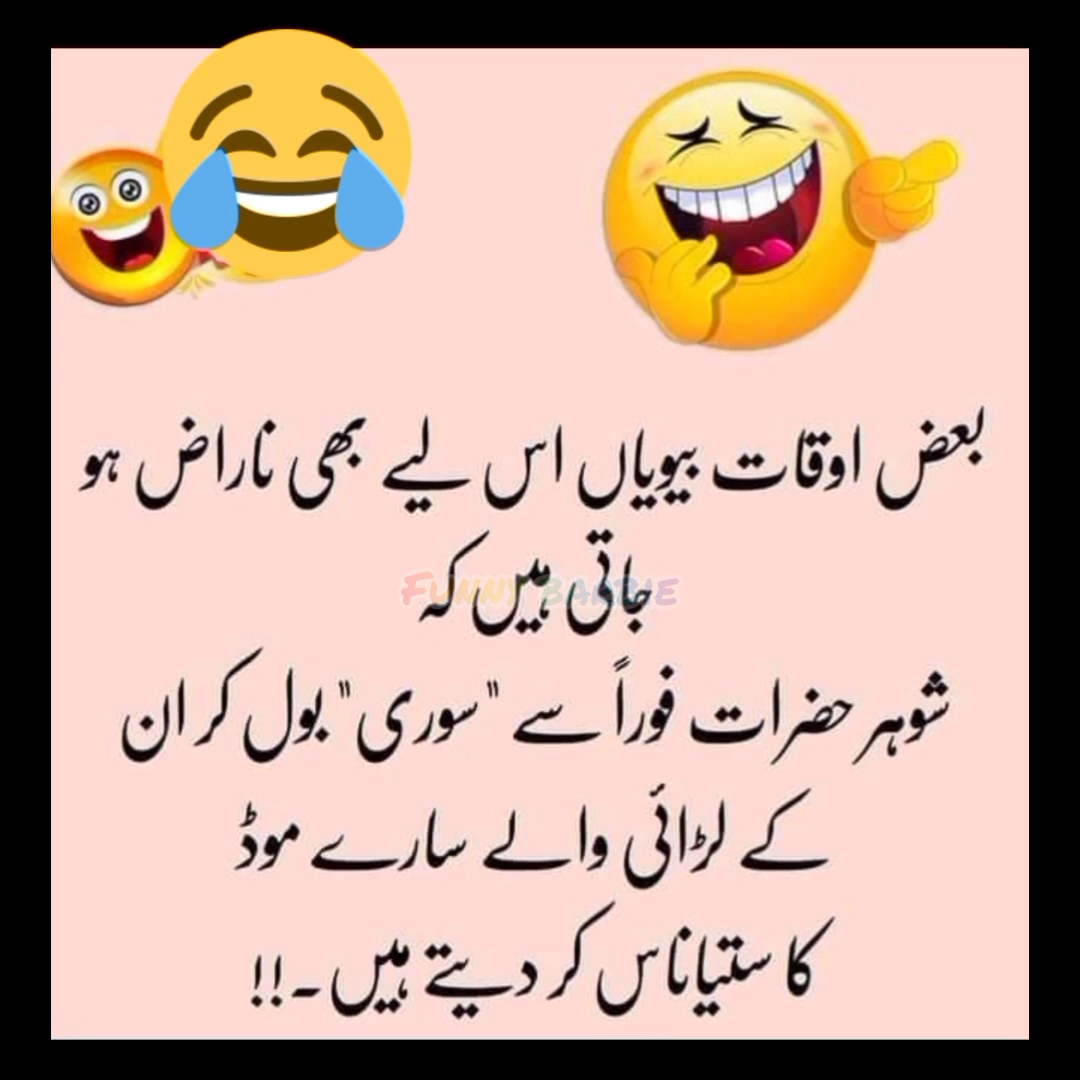 بعض اوقات بیویاں اس لیے بھی ناراض ہو
جاتی ہیں کہ
شوہر حضرات فوراً سے "سوری" بول کر ان
کے لڑائی والے سارے موڈ
کا ستیاناس کر دیتے ہیں۔!!